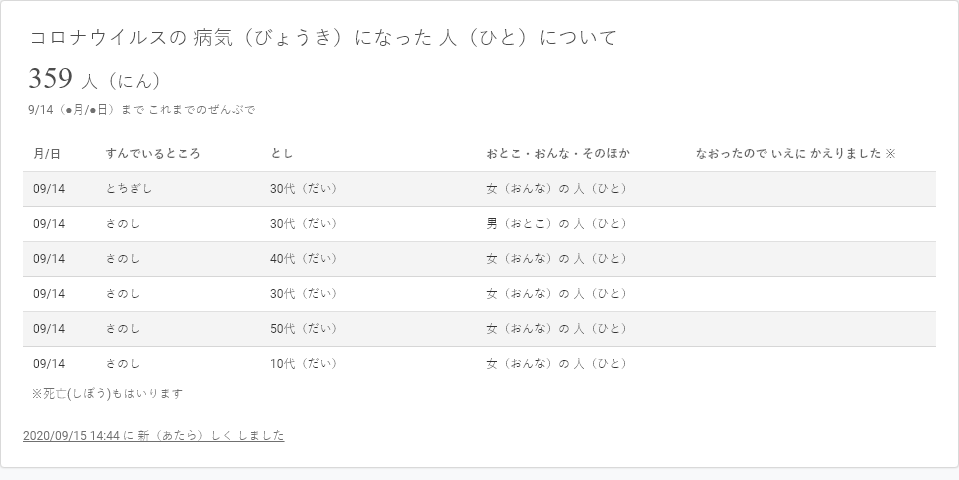 コロナウイルスの 病気（びょうき）になった 人（ひと）について
359 人（にん）
9/14（●月/●日）まで これまでのぜんぶで
月/日 すんでいるところ とし おとこ・おんな・そのほか なおったので いえに かえりました ※
09/14 とちぎし 30代（だい） 女（おんな）の 人（ひと）
09/14 さのし 30代（だい） 男（おとこ）の 人（ひと）
09/14 さのし 40代（だい） 女（おんな）の 人（ひと）
09/14 さのし 30代（だい） 女（おんな）の 人（ひと）
09/14 さのし 50代（だい） 女（おんな）の 人（ひと）
09/14 さのし 10代（だい） 女（おんな）の 人（ひと）
※死亡(しぼう)もはいります
2020/09/15 14:44 に 新（あたら）しく しました